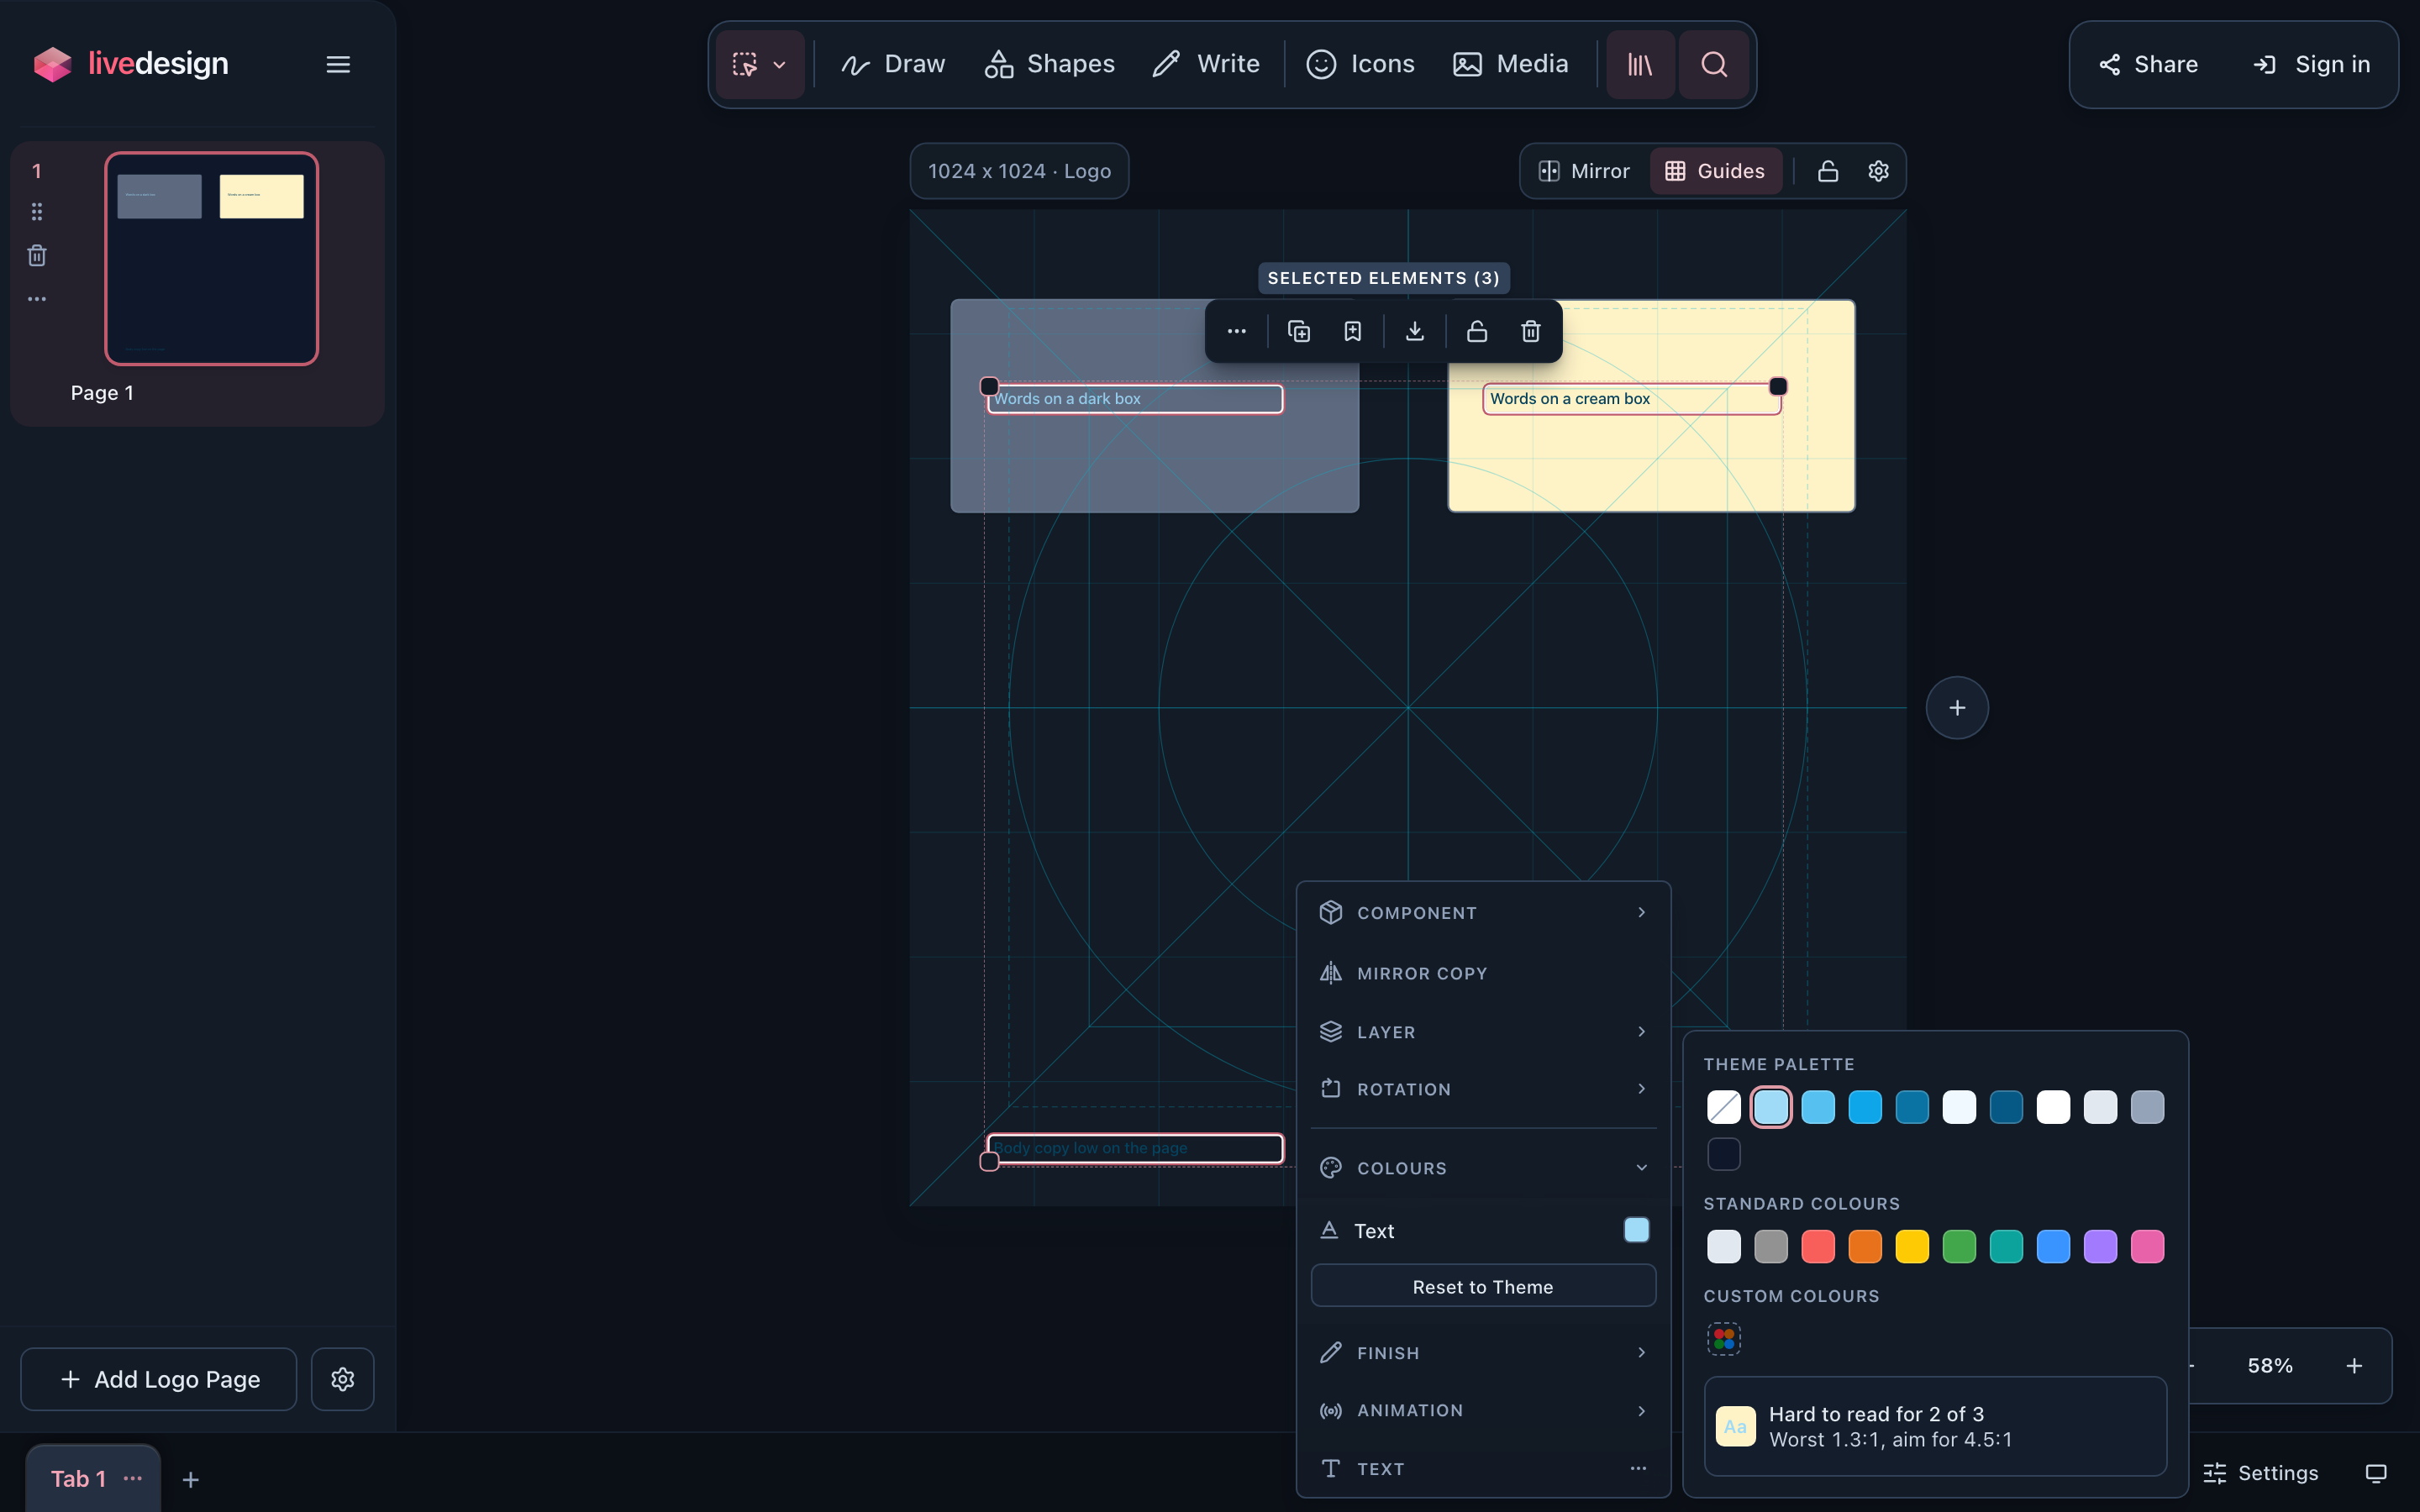 livedesign
Draw
Shapes
Write
Icons
Media
Share
Sign in
1
Page 1
1024 x 1024 · Logo
Mirror
Guides
SELECTED ELEMENTS (3)
Words on a dark box
Words on a cream box
Body copy low on the page
COMPONENT
MIRROR COPY
LAYER
ROTATION
COLOURS
Text
Reset to Theme
FINISH
ANIMATION
TEXT
THEME PALETTE
STANDARD COLOURS
CUSTOM COLOURS
Aa
Hard to read for 2 of 3
Worst 1.3:1, aim for 4.5:1
58%
Add Logo Page
Tab 1
Settings